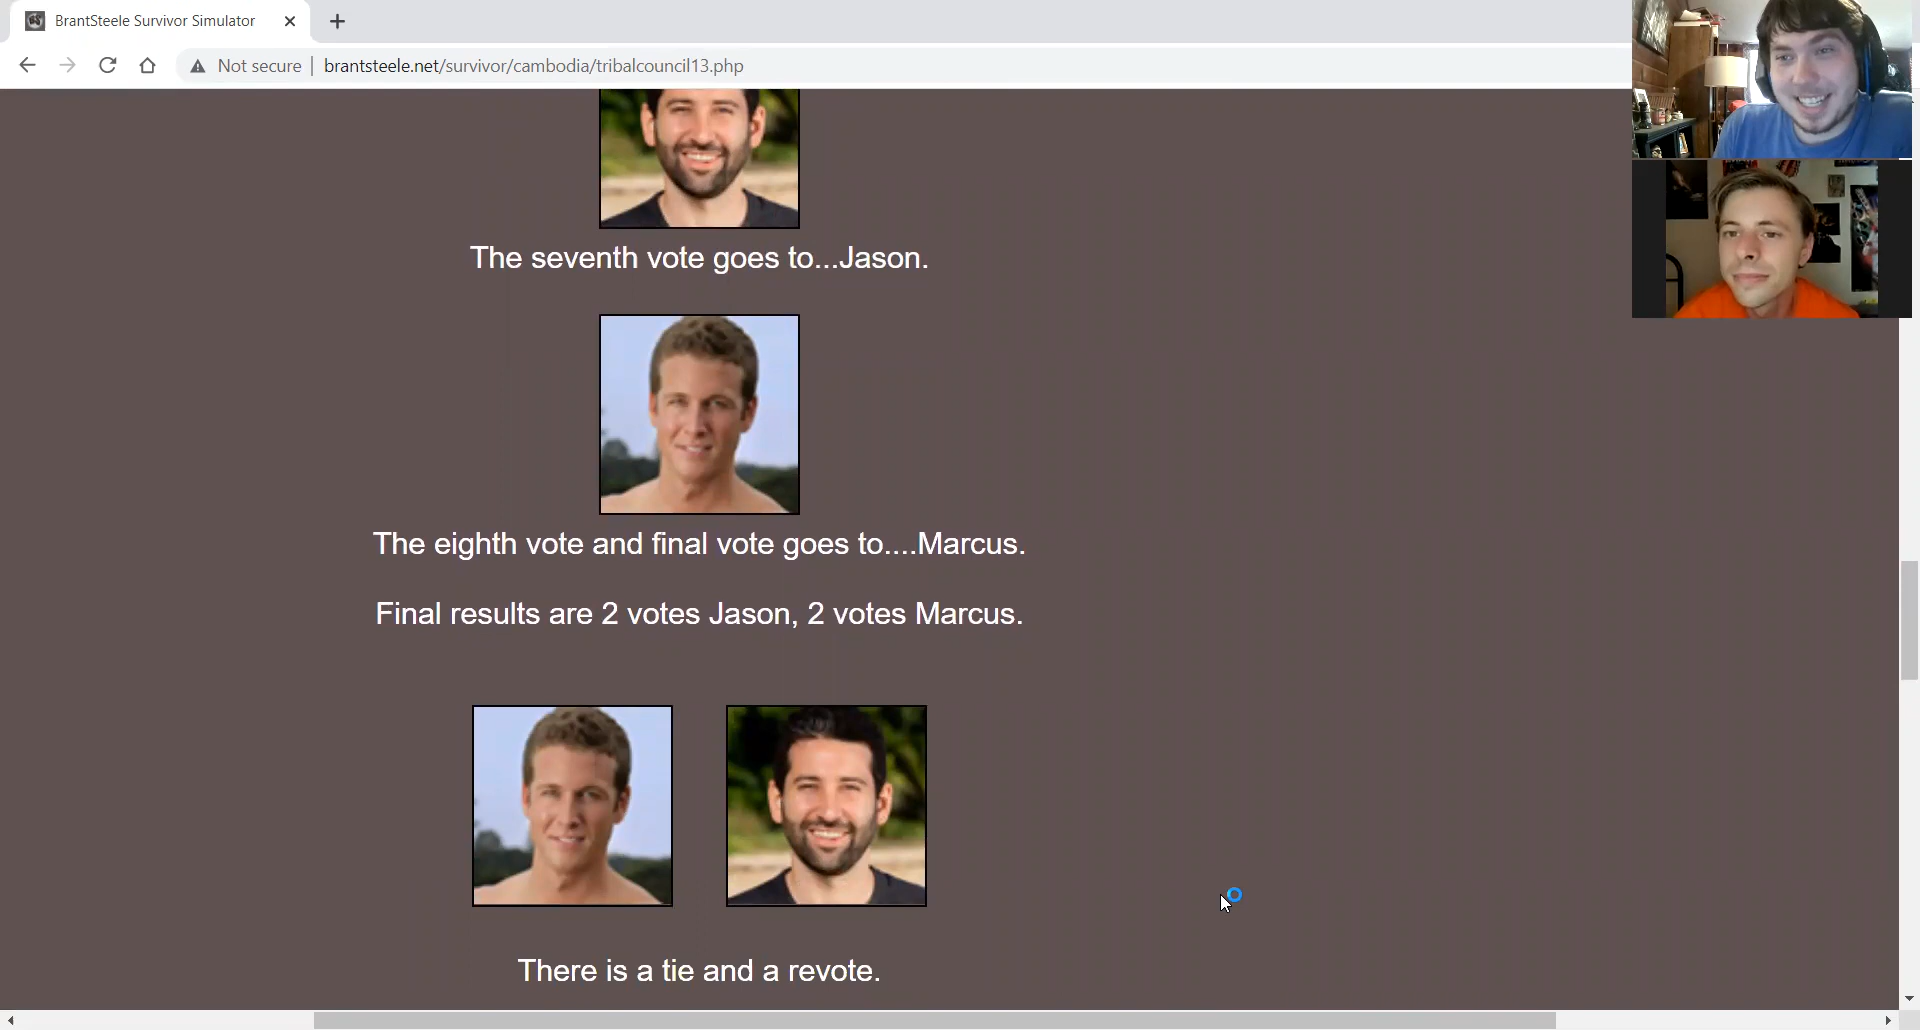 BrantSteele Survivor Simulator
Not secure | brantsteele.net/survivor/cambodia/tribalcouncil13.php
The seventh vote goes to...Jason.
The eighth vote and final vote goes to....Marcus.
Final results are 2 votes Jason, 2 votes Marcus.
There is a tie and a revote.